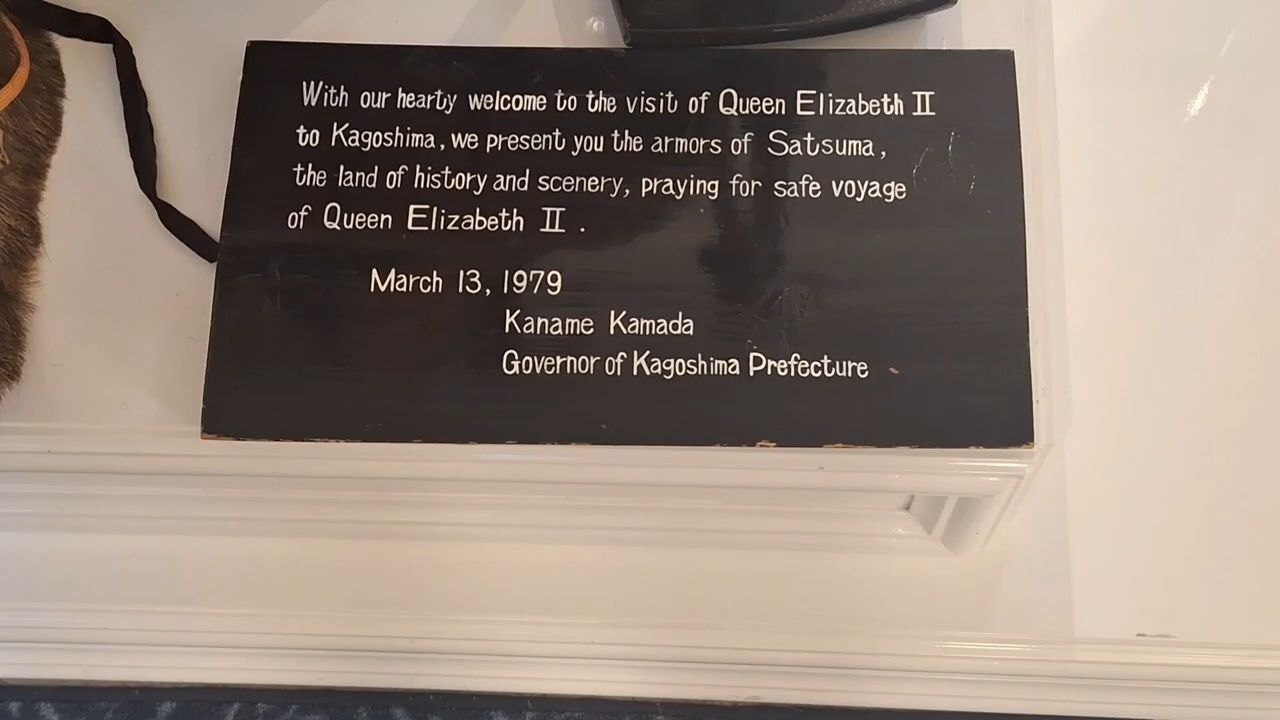 With our hearty welcome to the visit of Queen Elizabeth II
to Kagoshima, we present you the armors of Satsuma,
the land of history and scenery, praying for safe voyage
of Queen Elizabeth II .
March 13, 1979
Kaname Kamada
Governor of Kagoshima Prefecture